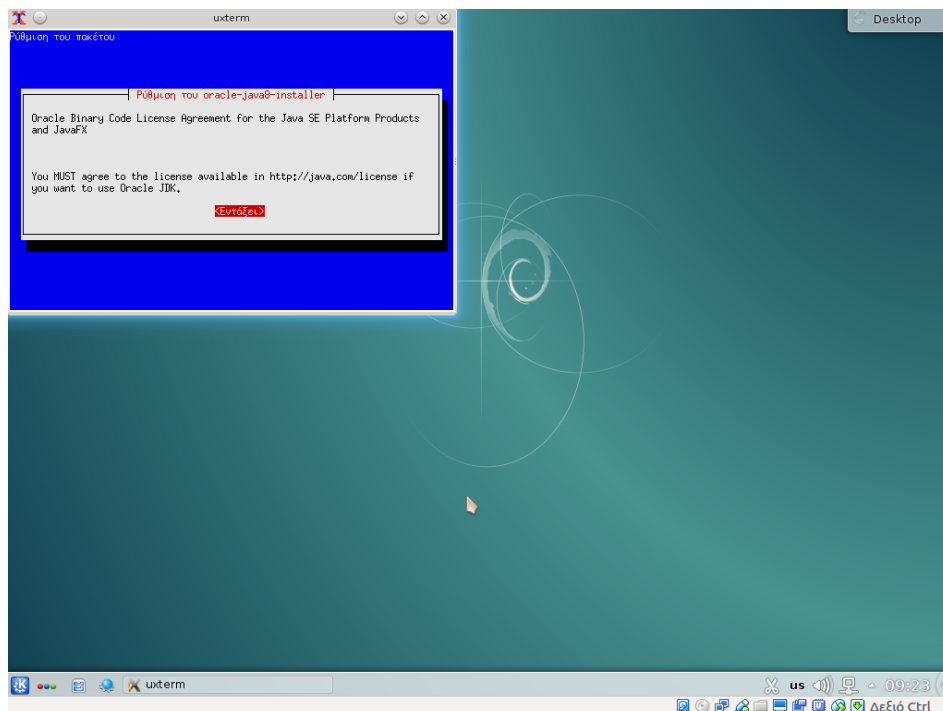 uxterm
Desktop
Ρύθμιση του πακέτου
Ρύθμιση του oracle-java8-installer
Oracle Binary Code License Agreement for the Java SE Platform Products
and JavaFX
You MUST agree to the license available in http://java.com/license if
you want to use Oracle JDK.
<Εντάξει>
uxterm
us
09:23
Δεξιό Ctrl